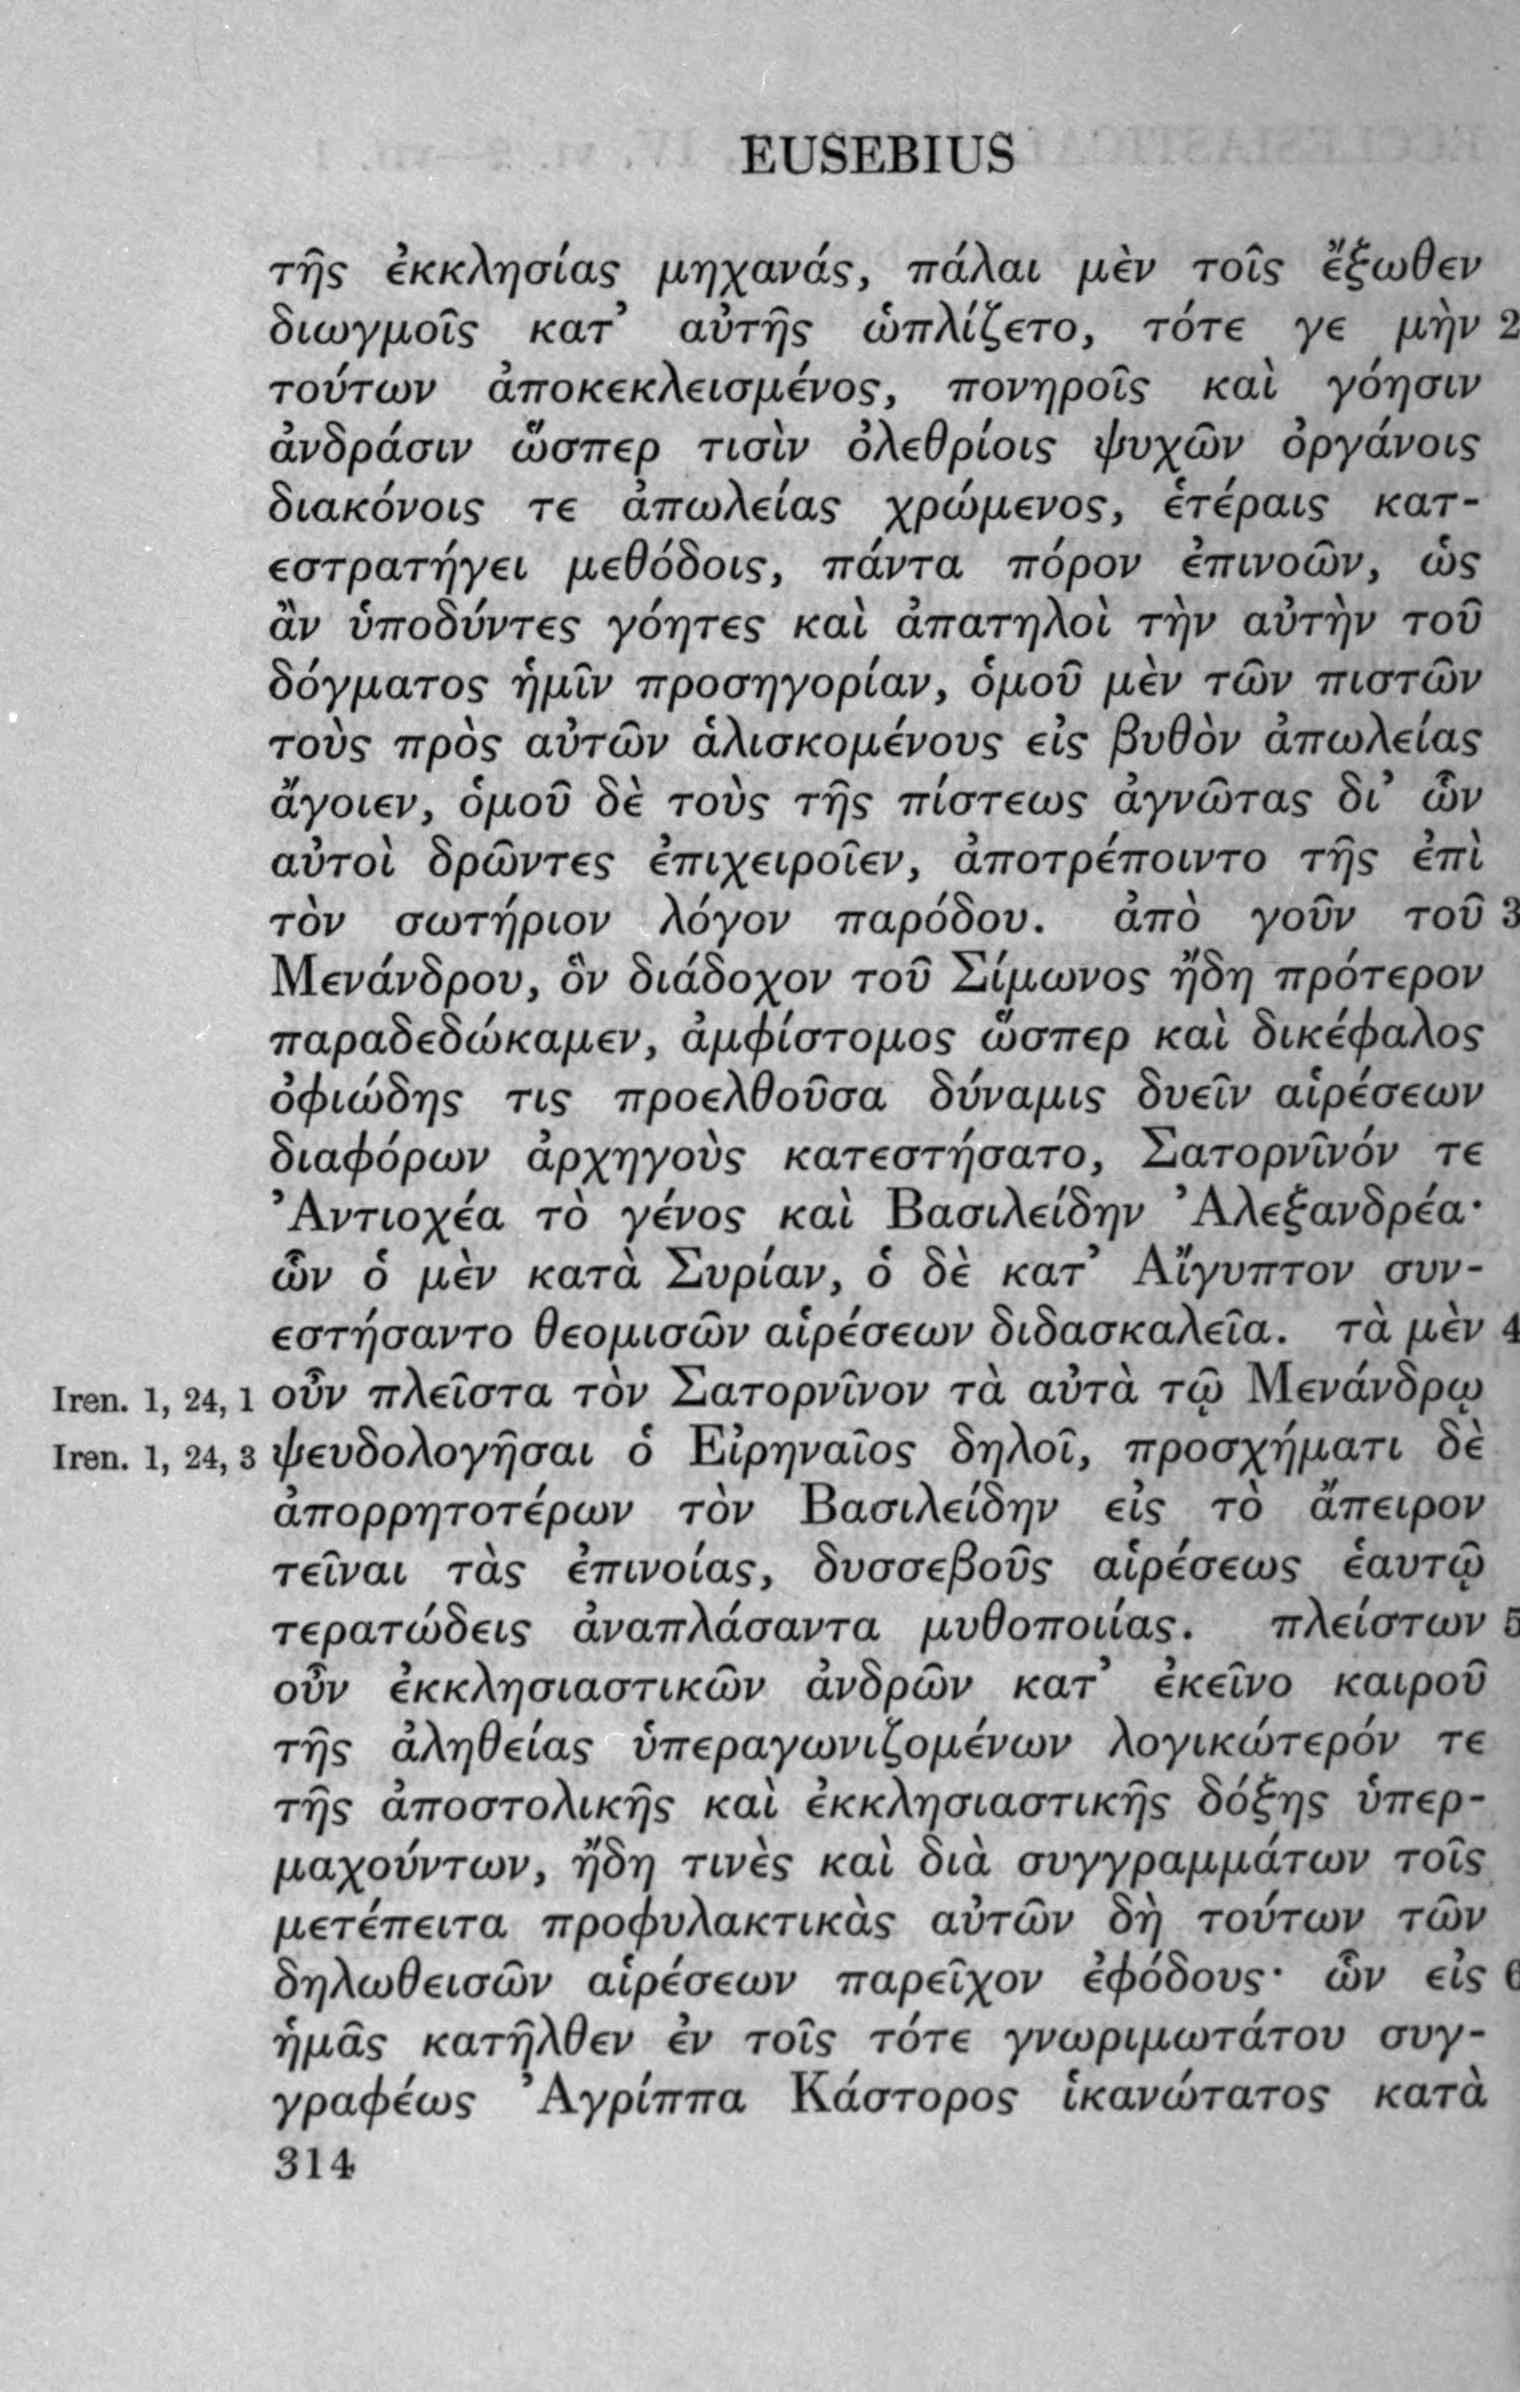 EUSEBIUS
τῆς ἐκκλησίας μηχανάς, πάλαι μὲν τοῖς ἔξωθεν
διωγμοῖς κατ’ αὐτῆς ὡπλίζετο, τότε γε μὴν 2
τούτων ἀποκεκλεισμένος, πονηροῖς καὶ γόησιν
ἀνδράσιν ὥσπερ τισὶν ὀλεθρίοις ψυχῶν ὀργάνοις
διακόνοις τε ἀπωλείας χρώμενος, ἑτέραις κατ-
εστρατήγει μεθόδοις, πάντα πόρον ἐπινοῶν, ὡς
ἂν ὑποδύντες γόητες καὶ ἀπατηλοὶ τὴν αὐτὴν τοῦ
δόγματος ἡμῖν προσηγορίαν, ὁμοῦ μὲν τῶν πιστῶν
τοὺς πρὸς αὐτῶν ἁλισκομένους εἰς βυθὸν ἀπωλείας
ἄγοιεν, ὁμοῦ δὲ τοὺς τῆς πίστεως ἀγνῶτας δι’ ὧν
αὐτοὶ δρῶντες ἐπιχειροῖεν, ἀποτρέποιντο τῆς ἐπὶ
τὸν σωτήριον λόγον παρόδου. ἀπὸ γοῦν τοῦ 3
Μενάνδρου, ὃν διάδοχον τοῦ Σίμωνος ἤδη πρότερον
παραδεδώκαμεν, ἀμφίστομος ὥσπερ καὶ δικέφαλος
ὀφιώδης τις προελθοῦσα δύναμις δυεῖν αἱρέσεων
διαφόρων ἀρχηγοὺς κατεστήσατο, Σατορνῖνόν τε
Ἀντιοχέα τὸ γένος καὶ Βασιλείδην Ἀλεξανδρέα·
ὧν ὁ μὲν κατὰ Συρίαν, ὁ δὲ κατ’ Αἴγυπτον συν-
εστήσαντο θεομισῶν αἱρέσεων διδασκαλεῖα. τὰ μὲν 4
Iren. 1, 24, 1 οὖν πλεῖστα τὸν Σατορνῖνον τὰ αὐτὰ τῷ Μενάνδρῳ
Iren. 1, 24, 3 ψευδολογῆσαι ὁ Εἰρηναῖος δηλοῖ, προσχήματι δὲ
ἀπορρητοτέρων τὸν Βασιλείδην εἰς τὸ ἄπειρον
τεῖναι τὰς ἐπινοίας, δυσσεβοῦς αἱρέσεως ἑαυτῷ
τερατώδεις ἀναπλάσαντα μυθοποιίας. πλείστων 5
οὖν ἐκκλησιαστικῶν ἀνδρῶν κατ’ ἐκεῖνο καιροῦ
τῆς ἀληθείας ὑπεραγωνιζομένων λογικώτερόν τε
τῆς ἀποστολικῆς καὶ ἐκκλησιαστικῆς δόξης ὑπερ-
μαχούντων, ἤδη τινὲς καὶ διὰ συγγραμμάτων τοῖς
μετέπειτα προφυλακτικὰς αὐτῶν δὴ τούτων τῶν
δηλωθεισῶν αἱρέσεων παρεῖχον ἐφόδους· ὧν εἰς 6
ἡμᾶς κατῆλθεν ἐν τοῖς τότε γνωριμωτάτου συγ-
γραφέως Ἀγρίππα Κάστορος ἱκανώτατος κατὰ
314